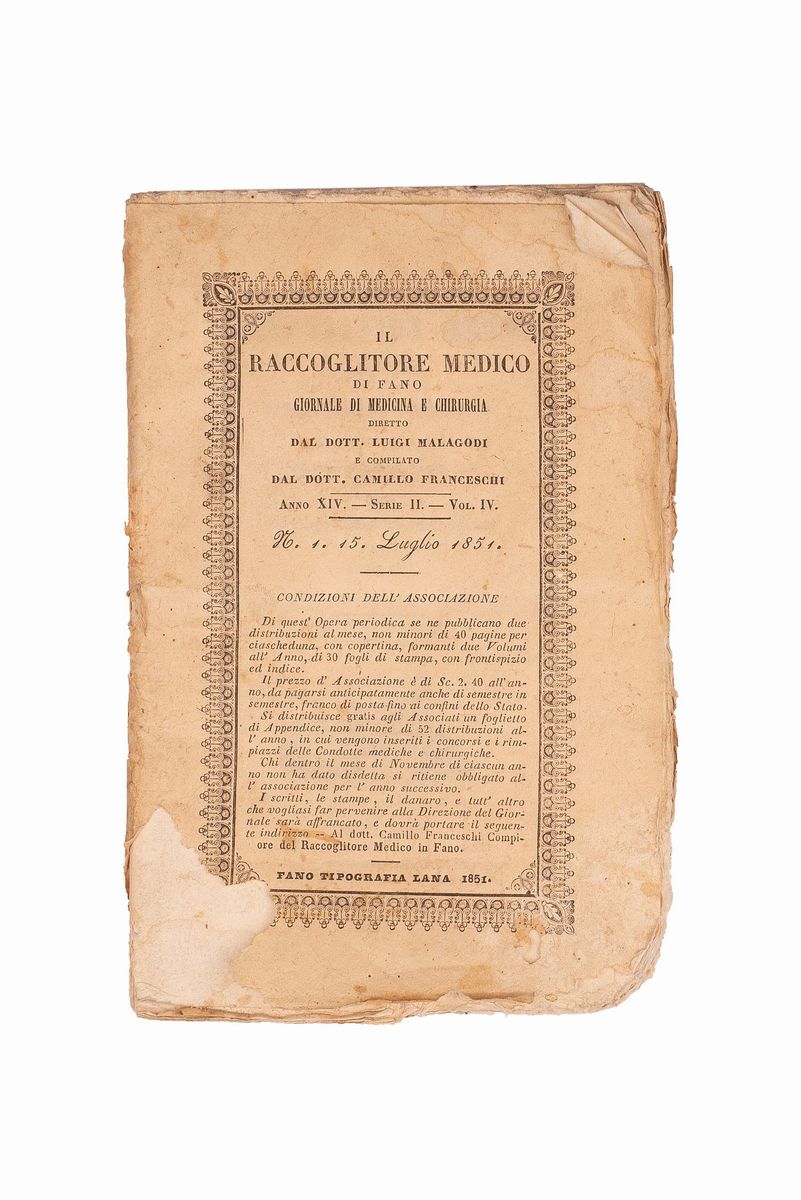 IL
RACCOGLITORE MEDICO
DI FANO
GIORNALE DI MEDICINA E CHIRURGIA
DIRETTO
DAL DOTT. LUIGI MALAGODI
E COMPILATO
DAL DOTT. CAMILLO FRANCESCHI
ANNO XIV. — SERIE II. — VOL. IV.
N. 1. 15. Luglio 1851.
CONDIZIONI DELL' ASSOCIAZIONE
Di quest' Opera periodica se ne pubblicano due
distribuzioni al mese, non minori di 40 pagine per
ciascheduna, con copertina, formanti due Volumi
all' Anno, di 30 fogli di stampa, con frontispizio
ed indice.
Il prezzo d' Associazione è di Sc. 2. 40 all' an-
no, da pagarsi anticipatamente anche di semestre in
semestre, franco di posta fino ai confini dello Stato.
Si distribuisce gratis agli Associati un foglietto
di Appendice, non minore di 52 distribuzioni al-
l' anno, in cui vengono inseriti i concorsi e i rim-
piazzi delle Condotte mediche e chirurgiche.
Chi dentro il mese di Novembre di ciascun an-
no non ha dato disdetta si ritiene obbligato al-
l' associazione per l' anno successivo.
I scritti, le stampe, il danaro, e tutt' altro
che vogliasi far pervenire alla Direzione del Gior-
nale sarà affrancato, e dovrà portare il seguen-
te indirizzo -- Al dott. Camillo Franceschi Compi-
ore del Raccoglitore Medico in Fano.
FANO TIPOGRAFIA LANA 1851.